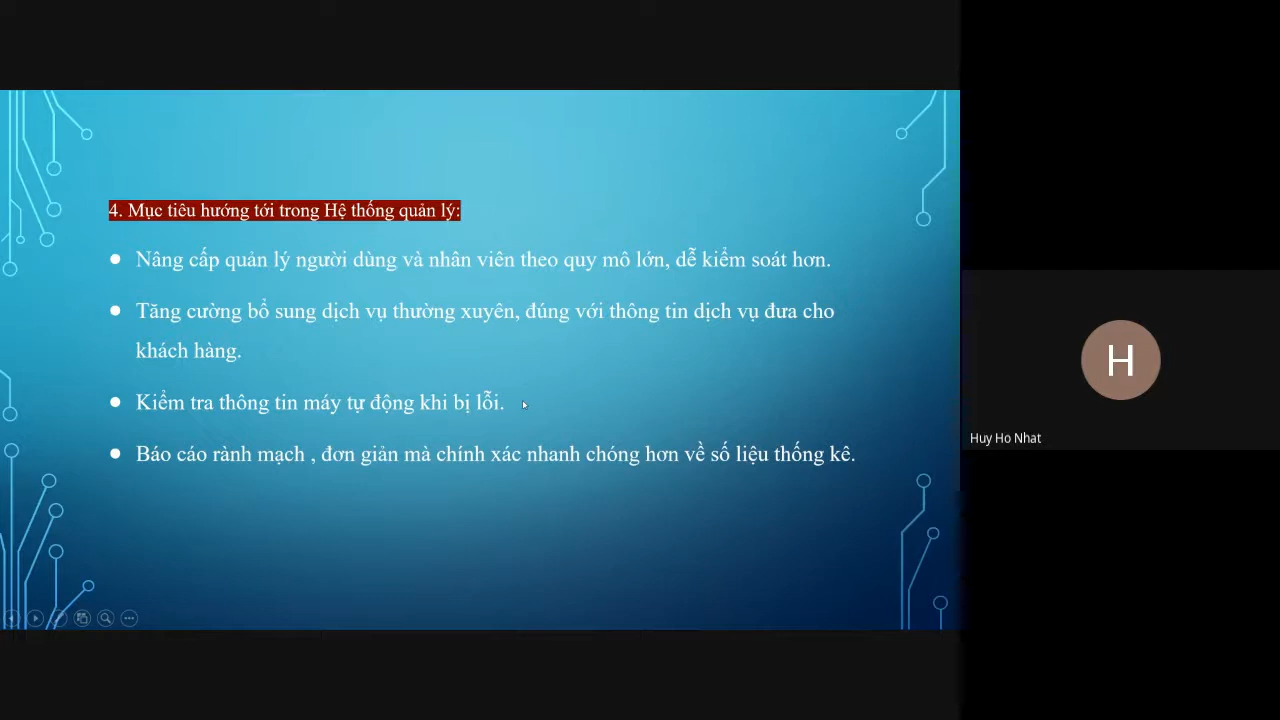 4. Mục tiêu hướng tới trong Hệ thống quản lý:
Nâng cấp quản lý người dùng và nhân viên theo quy mô lớn, dễ kiểm soát hơn.
Tăng cường bổ sung dịch vụ thường xuyên, đúng với thông tin dịch vụ đưa cho
khách hàng.
Kiểm tra thông tin máy tự động khi bị lỗi.
Báo cáo rành mạch , đơn giản mà chính xác nhanh chóng hơn về số liệu thống kê.
H
Huy Ho Nhat